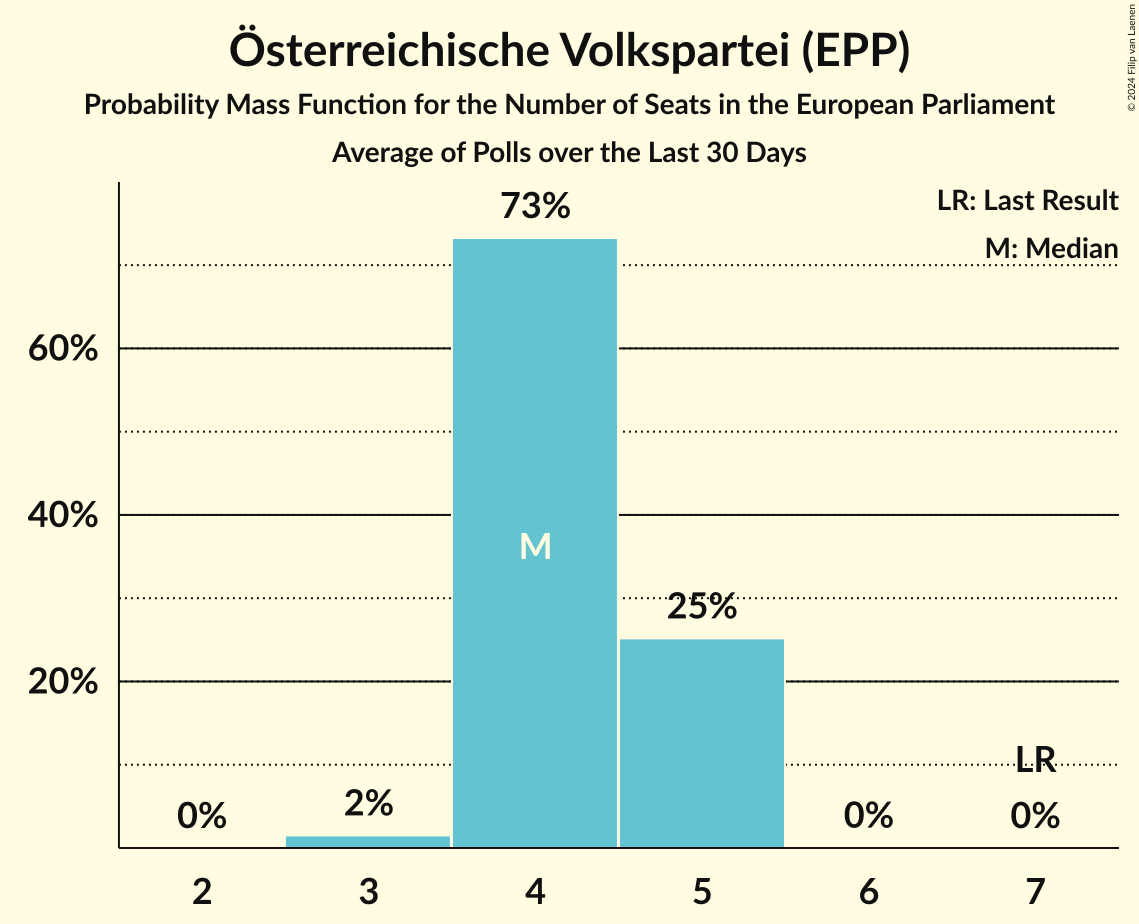 Österreichische Volkspartei (EPP)
Probability Mass Function for the Number of Seats in the European Parliament
Average of Polls over the Last 30 Days
© 2024 Filip van Laenen
LR: Last Result
M: Median
73%
60%
40%
M
25%
20%
LR
0%
2%
0%
0%
2
3
4
5
6
7